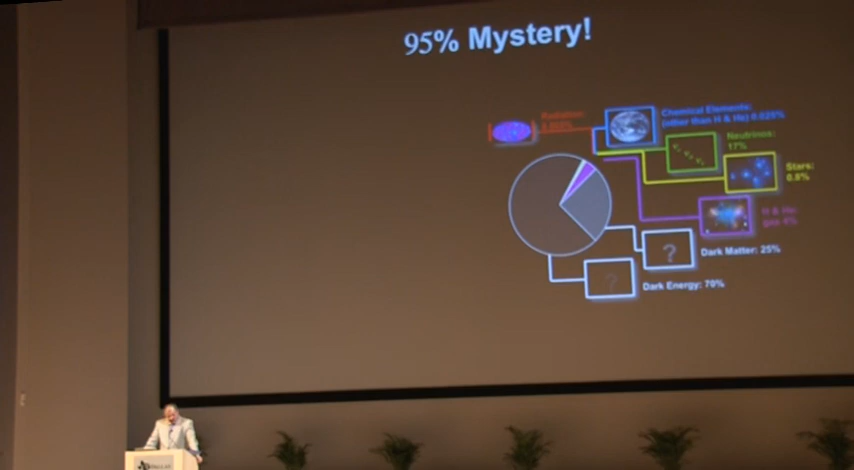 95% Mystery!
Radiation:
Chemical Elements:
(other than H & He) 0.025%
Neutrinos:
17%
Stars:
0.8%
H & He:
gas 4%
?
Dark Matter: 25%
?
Dark Energy: 70%